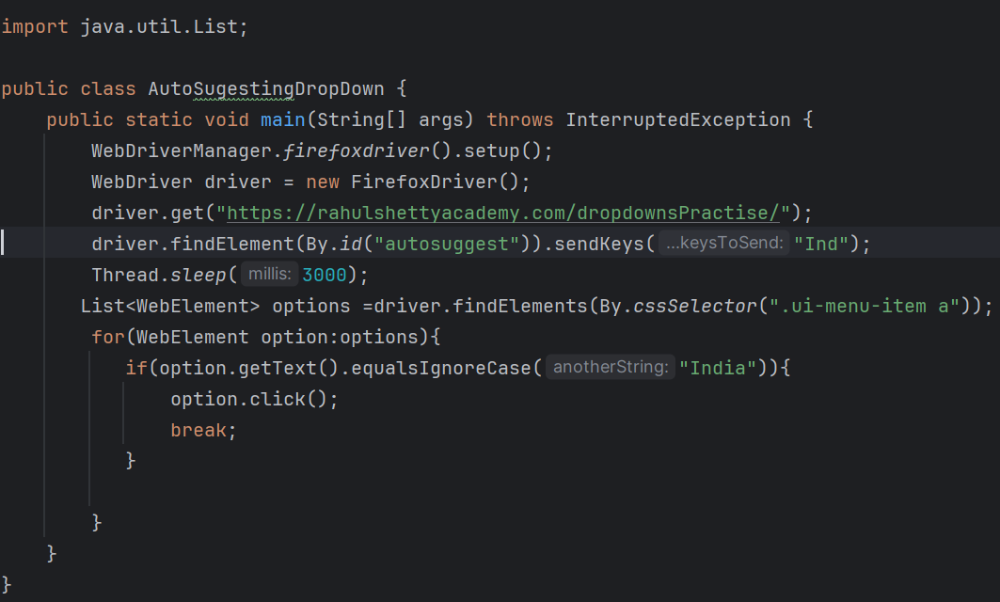 import java.util.List;
public class AutoSugestingDropDown {
public static void main(String[] args) throws InterruptedException {
WebDriverManager.firefoxdriver().setup();
WebDriver driver = new FirefoxDriver();
driver.get("https://rahulshettyacademy.com/dropdownsPractise/");
driver.findElement(By.id("autosuggest")).sendKeys( ...keysToSend: "Ind");
Thread.sleep( millis: 3000);
List<WebElement> options =driver.findElements(By.cssSelector(".ui-menu-item a"));
for(WebElement option:options){
if(option.getText().equalsIgnoreCase( anotherString: "India")){
option.click();
break;
}
}
}
}